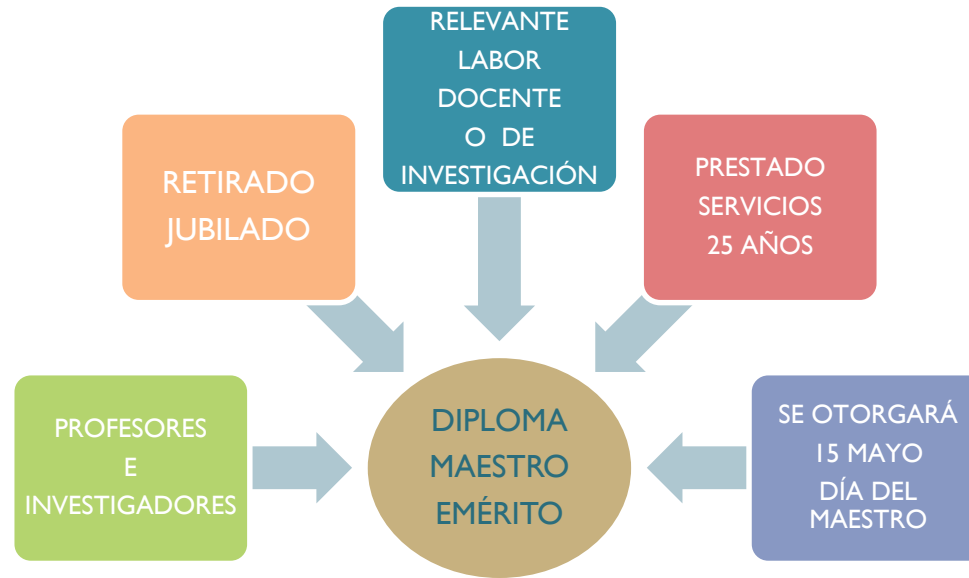 PROFESORES
E
INVESTIGADORES
RETIRADO
JUBILADO
RELEVANTE
LABOR
DOCENTE
O DE
INVESTIGACIÓN
PRESTADO
SERVICIOS
25 AÑOS
SE OTORGARÁ
15 MAYO
DÍA DEL
MAESTRO
DIPLOMA
MAESTRO
EMÉRITO